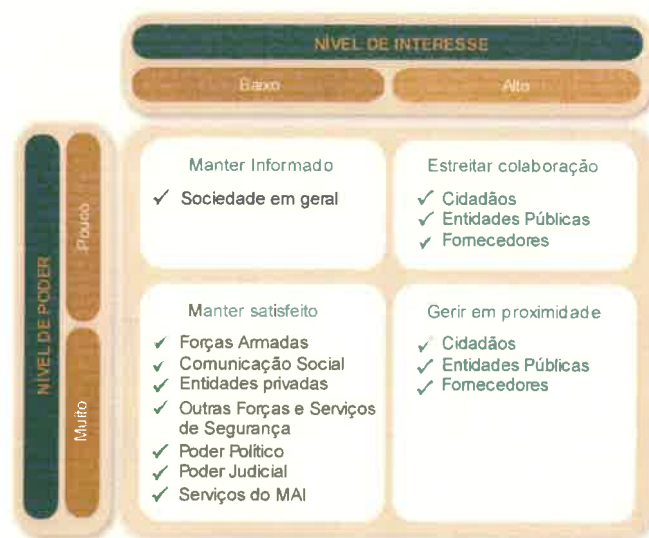 NÍVEL DE INTERESSE
Baixo
Alto
NÍVEL DE PODER
Pouco
Muito
Manter Informado
✓ Sociedade em geral
Estreitar colaboração
✓ Cidadãos
✓ Entidades Públicas
✓ Fornecedores
Manter satisfeito
✓ Forças Armadas
✓ Comunicação Social
✓ Entidades privadas
✓ Outras Forças e Serviços
de Segurança
✓ Poder Político
✓ Poder Judicial
✓ Serviços do MAI
Gerir em proximidade
✓ Cidadãos
✓ Entidades Públicas
✓ Fornecedores